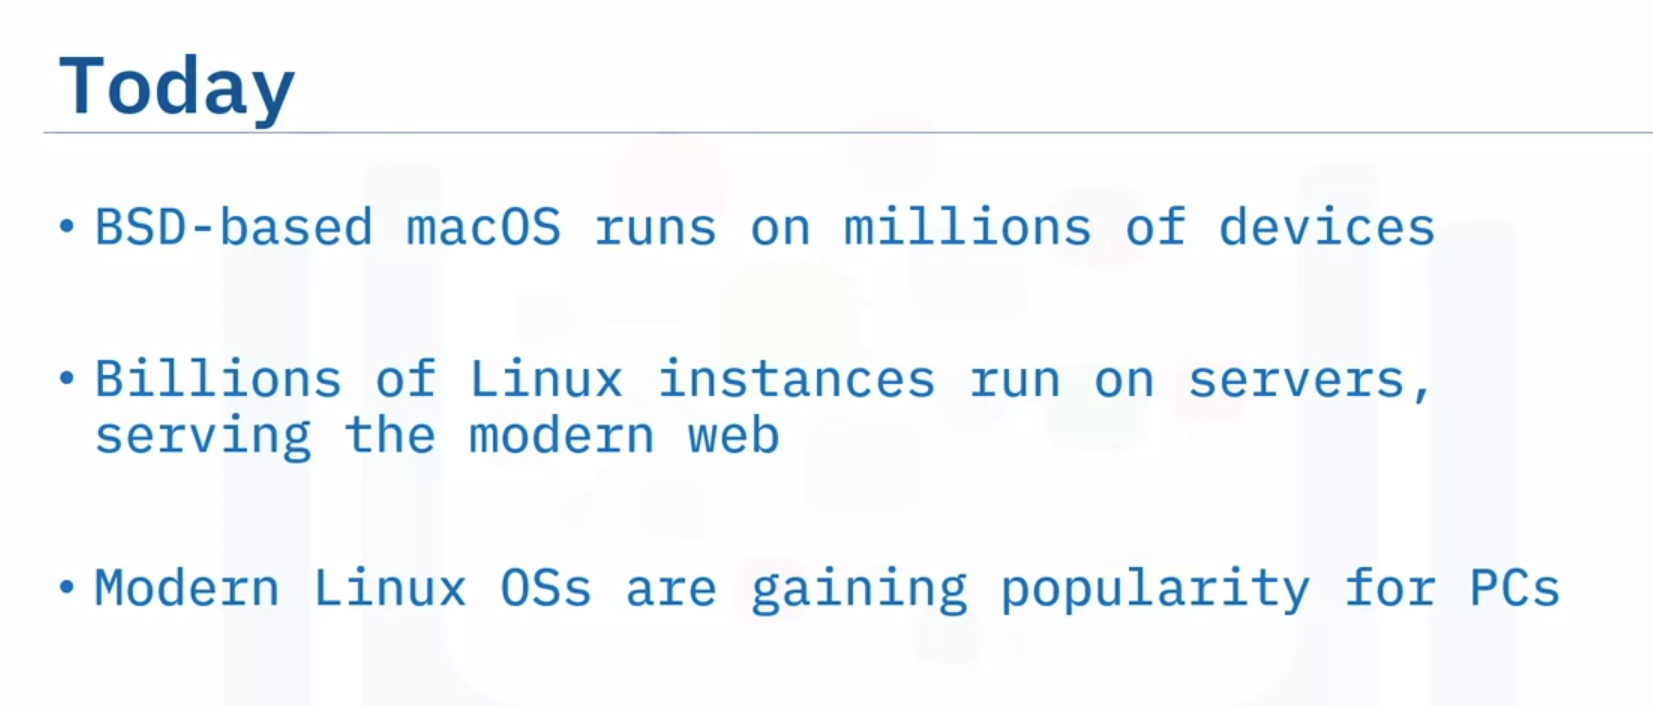 Today
• BSD-based macOS runs on millions of devices
• Billions of Linux instances run on servers,
serving the modern web
• Modern Linux OSs are gaining popularity for PCs